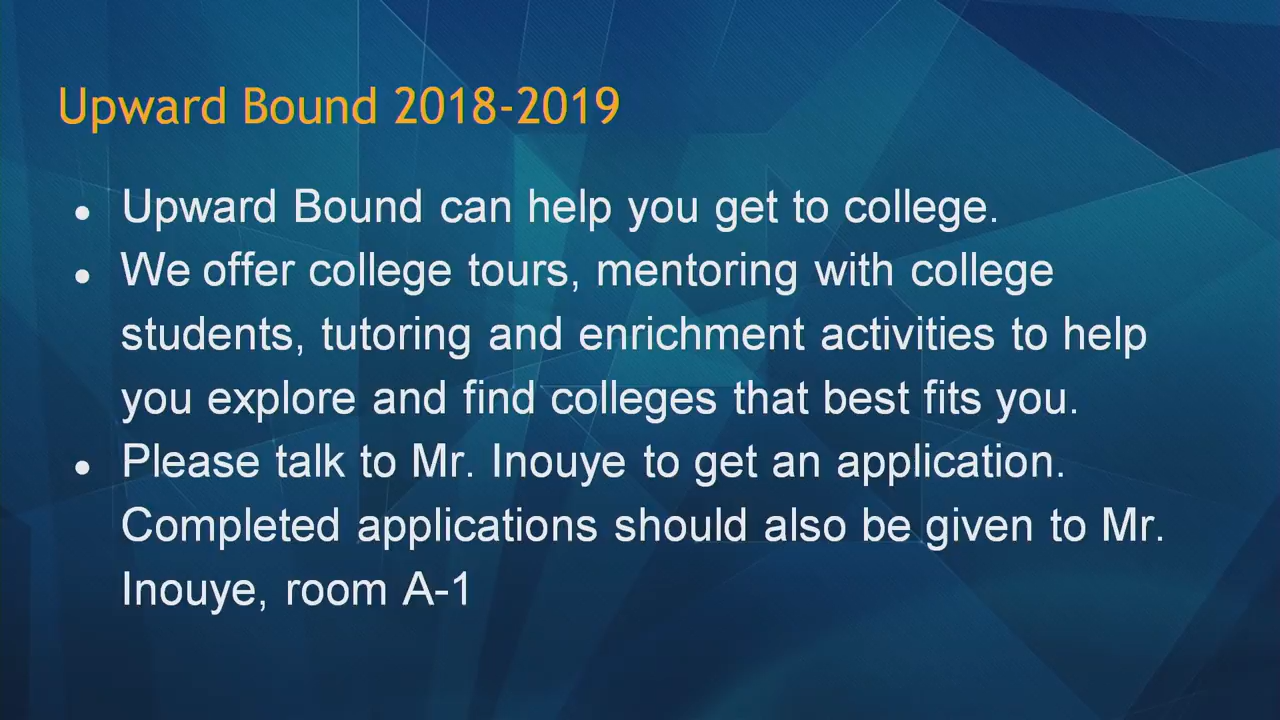 Upward Bound 2018-2019
● Upward Bound can help you get to college.
● We offer college tours, mentoring with college
students, tutoring and enrichment activities to help
you explore and find colleges that best fits you.
● Please talk to Mr. Inouye to get an application.
Completed applications should also be given to Mr.
Inouye, room A-1